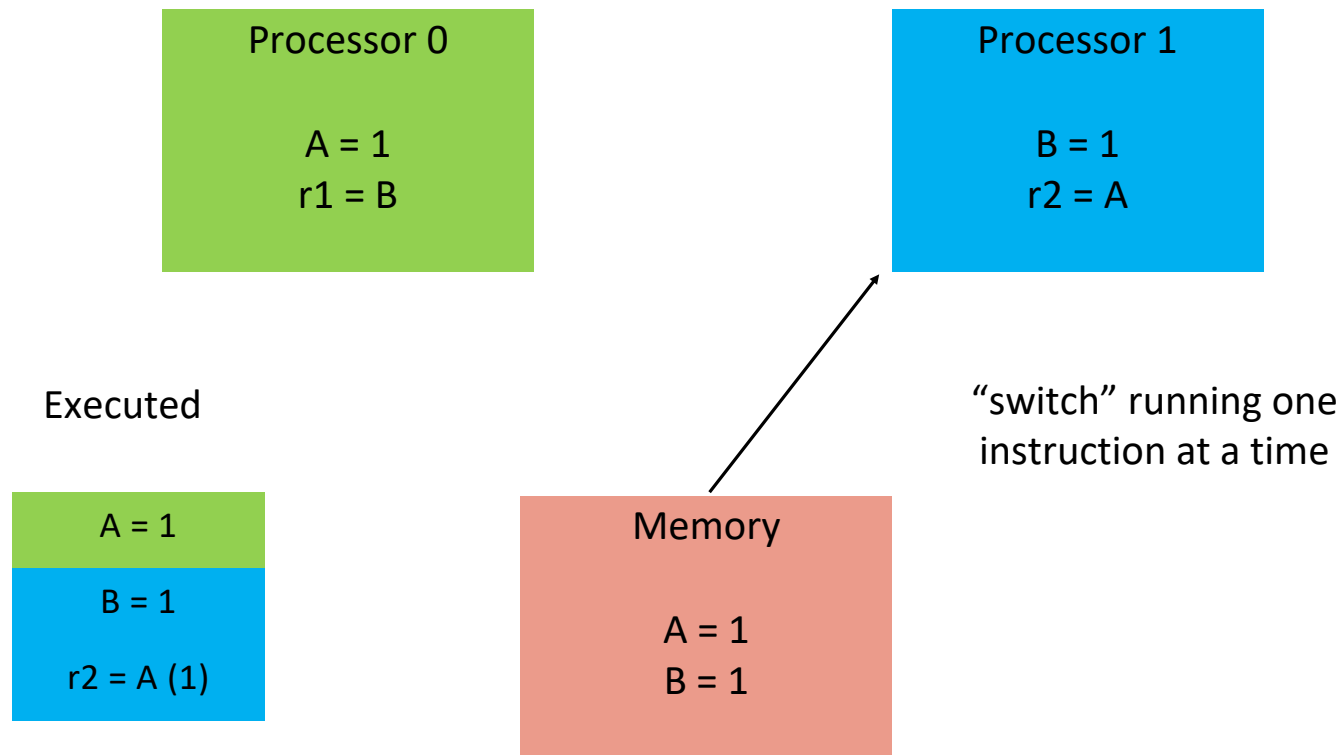 Processor 0
A = 1
r1 = B
Processor 1
B = 1
r2 = A
Executed
“switch” running one
instruction at a time
A = 1
B = 1
r2 = A (1)
Memory
A = 1
B = 1